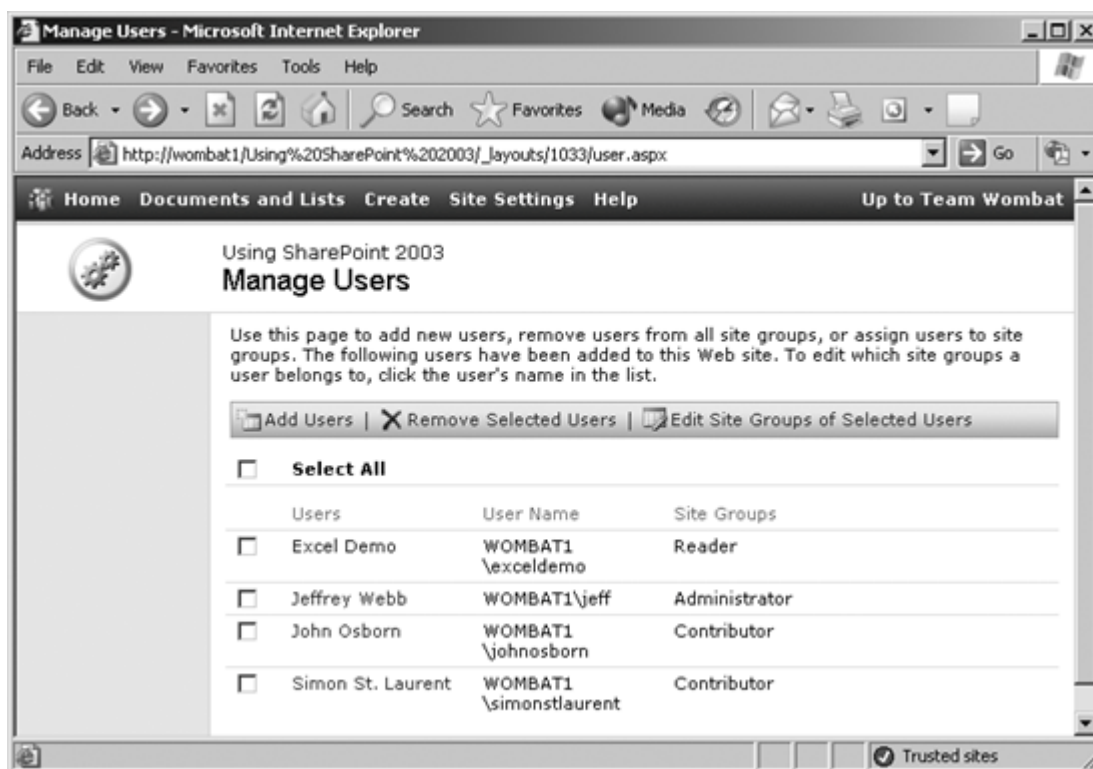 Manage Users - Microsoft Internet Explorer
File Edit View Favorites Tools Help
Back Search Favorites Media
Address http://wombat1/Using%20SharePoint%202003/_layouts/1033/user.aspx Go
Home Documents and Lists Create Site Settings Help Up to Team Wombat
Using SharePoint 2003
Manage Users
Use this page to add new users, remove users from all site groups, or assign users to site
groups. The following users have been added to this Web site. To edit which site groups a
user belongs to, click the user's name in the list.
Add Users | Remove Selected Users | Edit Site Groups of Selected Users
Select All
Users User Name Site Groups
Excel Demo WOMBAT1 Reader
\exceldemo
Jeffrey Webb WOMBAT1\jeff Administrator
John Osborn WOMBAT1 Contributor
\johnosborn
Simon St. Laurent WOMBAT1 Contributor
\simonstlaurent
Trusted sites